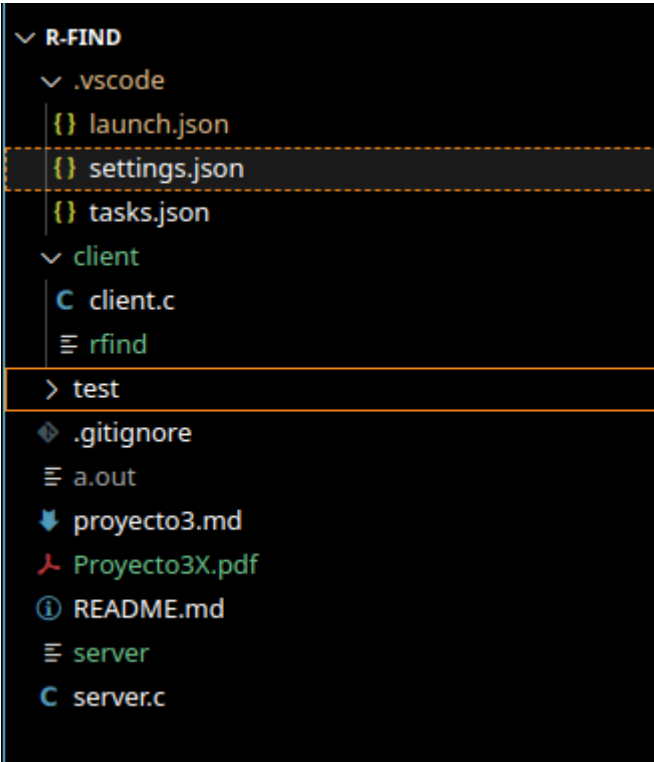 R-FIND
.vscode
{} launch.json
{} settings.json
{} tasks.json
client
C client.c
rfind
test
.gitignore
a.out
proyecto3.md
Proyecto3X.pdf
README.md
server
C server.c